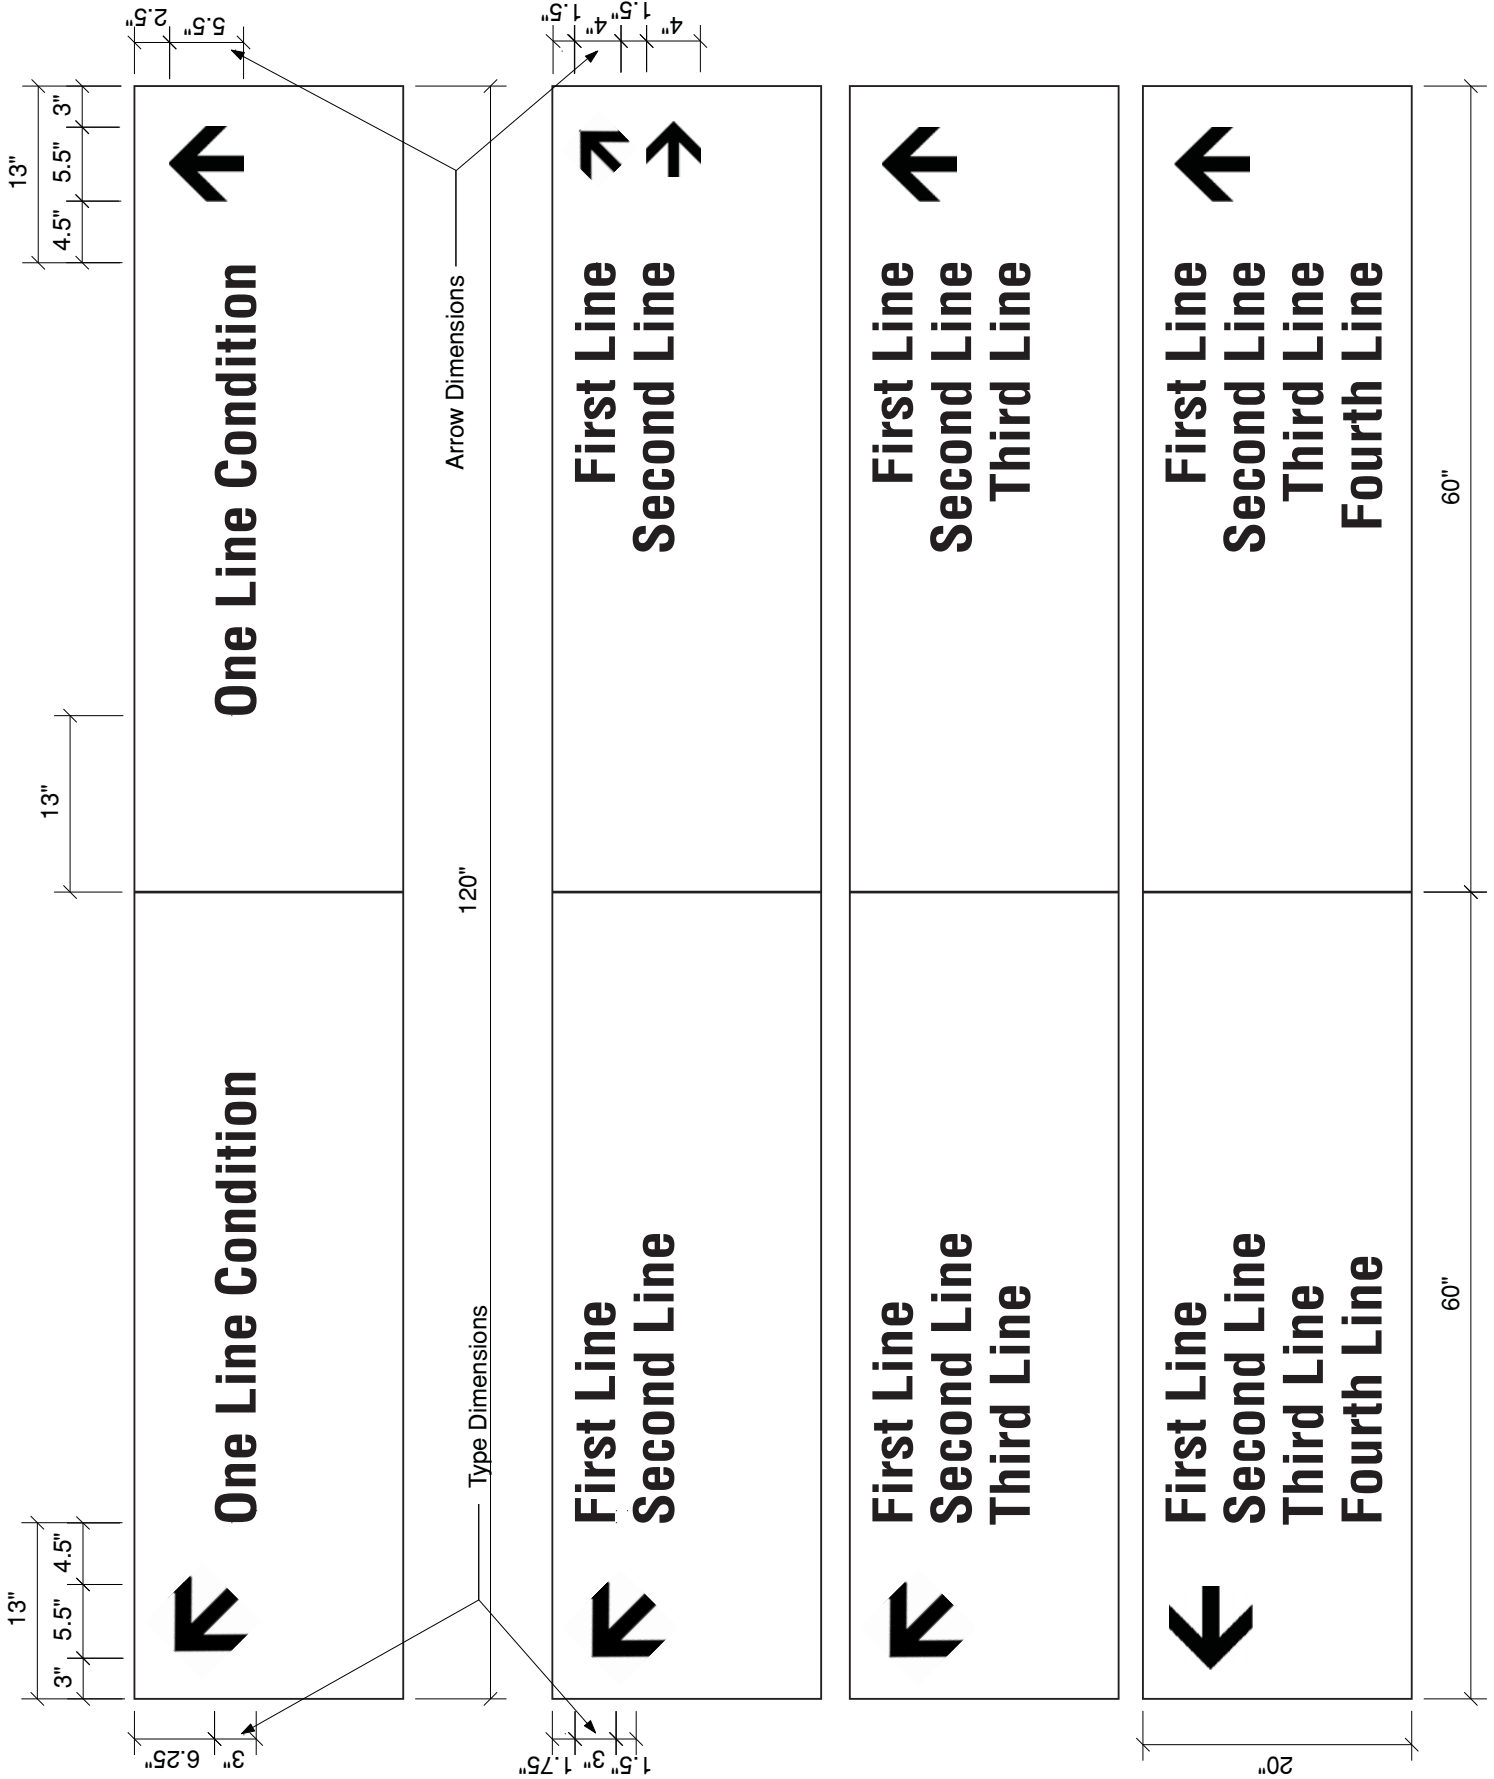 13"
3" 5.5" 4.5"
4.5" 5.5" 3"
13"
13"
6.25"
3"
One Line Condition
One Line Condition
2.5"
5.5"
Type Dimensions
120"
Arrow Dimensions
1.75"
3"
1.5"
First Line
Second Line
First Line
Second Line
1.5"
4"
1.5"
4"
First Line
Second Line
Third Line
First Line
Second Line
Third Line
20"
First Line
Second Line
Third Line
Fourth Line
First Line
Second Line
Third Line
Fourth Line
60"
60"